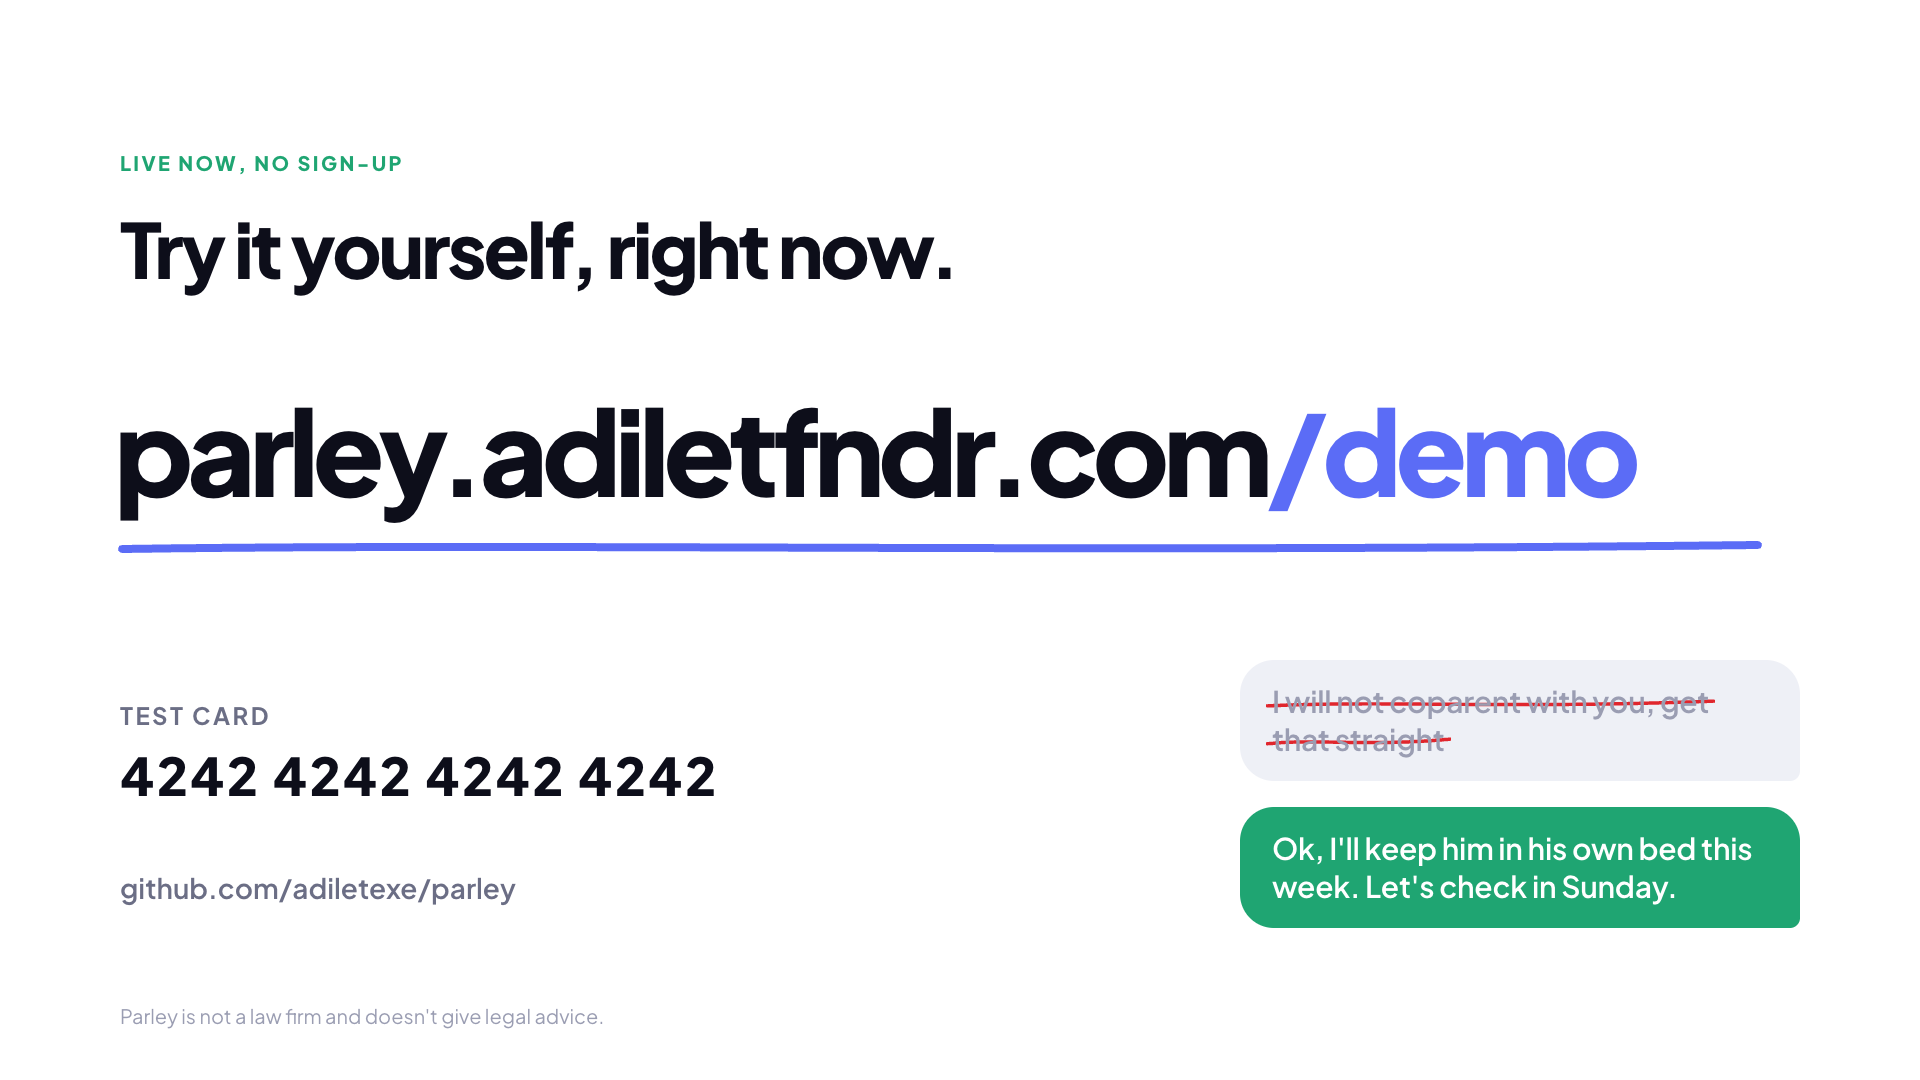 LIVE NOW, NO SIGN-UP
Try it yourself, right now.
parley.adiletfndr.com/demo
TEST CARD
4242 4242 4242 4242
github.com/adiletexe/parley
I will not coparent with you, get
that straight
Ok, I'll keep him in his own bed this
week. Let's check in Sunday.
Parley is not a law firm and doesn't give legal advice.